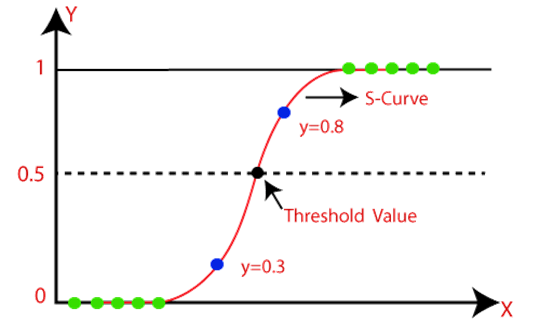 Y
1
S-Curve
y=0.8
0.5
Threshold Value
y=0.3
0
X